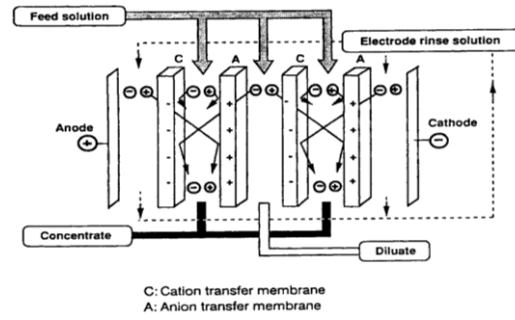 Feed solution
Electrode rinse solution
C A C A
Anode
Cathode
Concentrate
Diluate
C: Cation transfer membrane
A: Anion transfer membrane